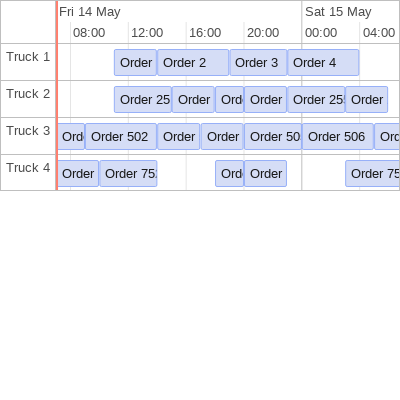 Fri 14 May Sat 15 May
08:00 12:00 16:00 20:00 00:00 04:00
Truck 1 Order Order 2 Order 3 Order 4
Truck 2 Order 25 Order Ord Order Order 25 Order
Truck 3 Ord Order 502 Order Order Order 50 Order 506 Ord
Truck 4 Order Order 75 Ord Order Order 75